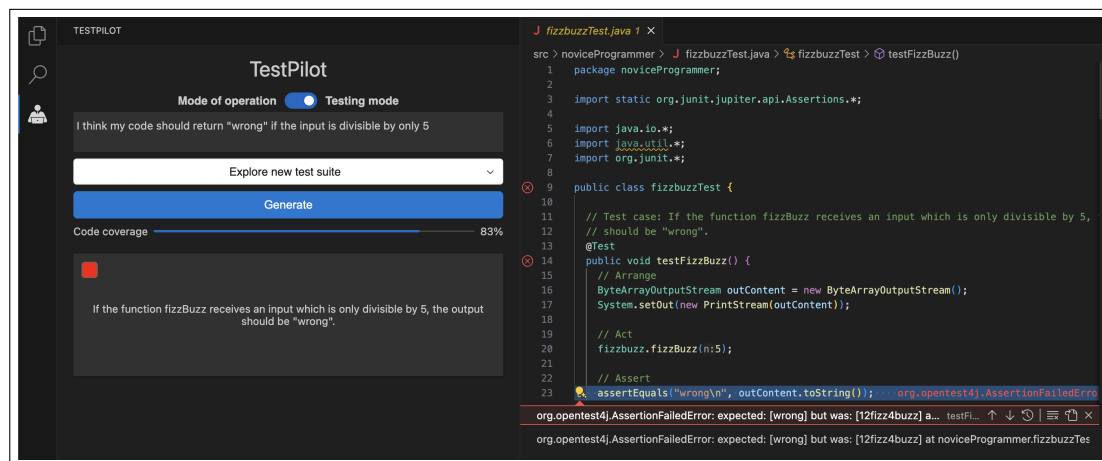 TESTPILOT
TestPilot
Mode of operation Testing mode
I think my code should return "wrong" if the input is divisible by only 5
Explore new test suite
Generate
Code coverage 83%
If the function fizzBuzz receives an input which is only divisible by 5, the output
should be "wrong".
J fizzbuzzTest.java 1 ×
src > noviceProgrammer > J fizzbuzzTest.java > fizzbuzzTest > testFizzBuzz()
1 package noviceProgrammer;
2
3 import static org.junit.jupiter.api.Assertions.*;
4
5 import java.io.*;
6 import java.util.*;
7 import org.junit.*;
8
9 public class fizzbuzzTest {
10
11 // Test case: If the function fizzBuzz receives an input which is only divisible by 5,
12 // should be "wrong".
13 @Test
14 public void testFizzBuzz() {
15 // Arrange
16 ByteArrayOutputStream outContent = new ByteArrayOutputStream();
17 System.setOut(new PrintStream(outContent));
18
19 // Act
20 fizzbuzz.fizzBuzz(n:5);
21
22 // Assert
23 assertEquals("wrong\n", outContent.toString());····org.opentest4j.AssertionFailedErro
org.opentest4j.AssertionFailedError: expected: [wrong] but was: [12fizz4buzz] a... testFi...
org.opentest4j.AssertionFailedError: expected: [wrong] but was: [12fizz4buzz] at noviceProgrammer.fizzbuzzTes